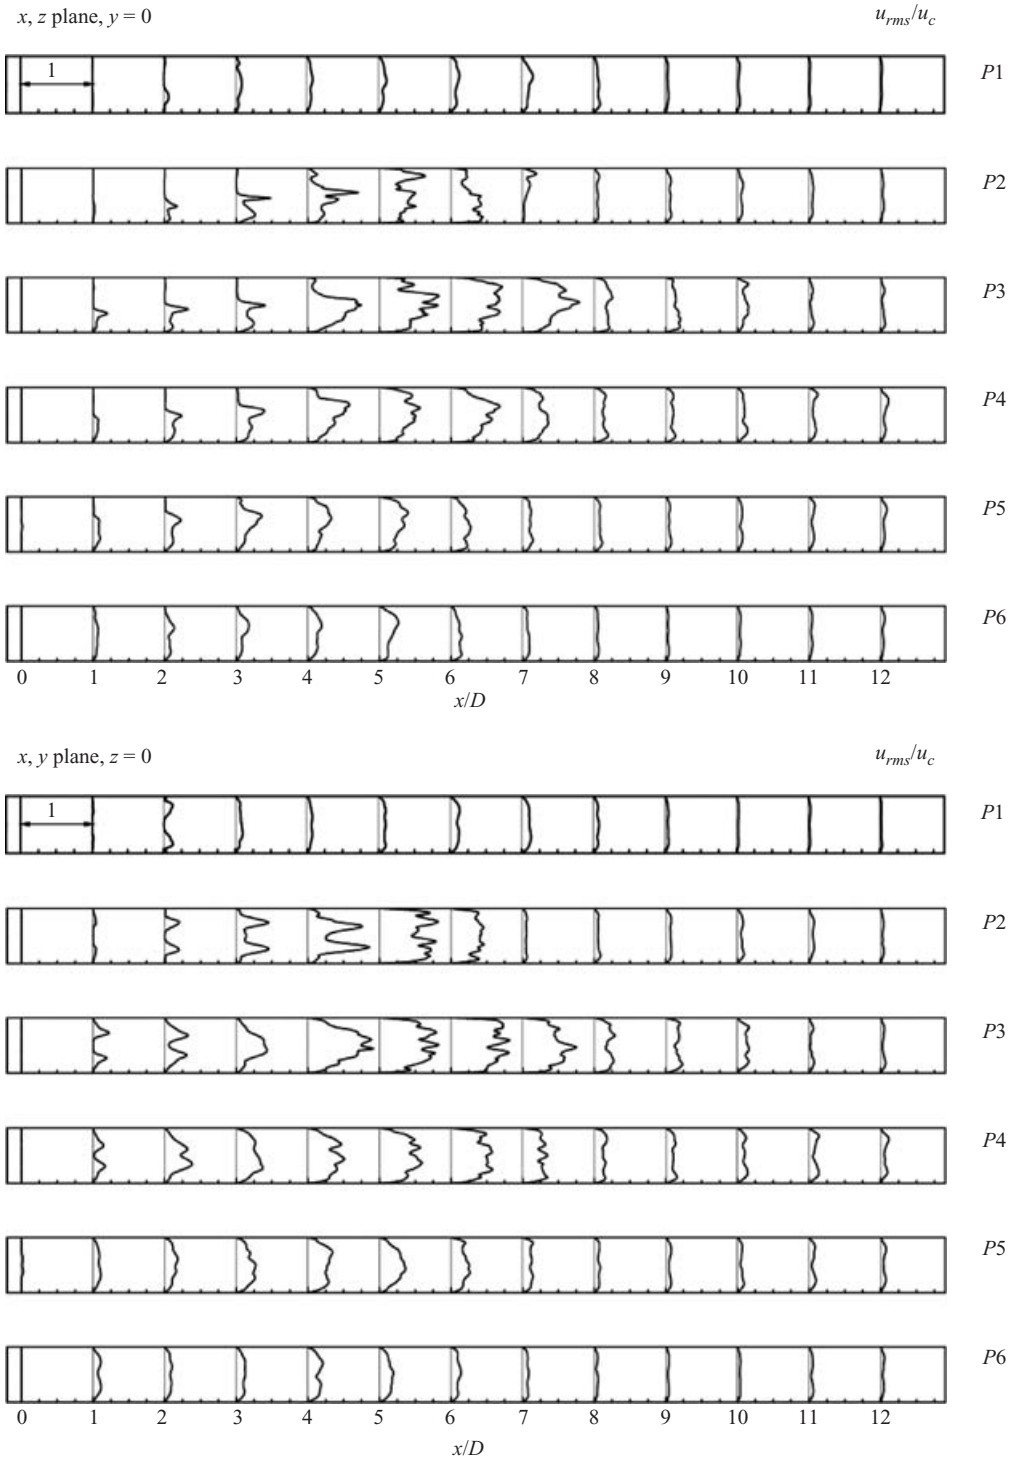 x, z plane, y = 0 u_rms/u_c
1 P1
P2
P3
P4
P5
P6
0 1 2 3 4 5 6 7 8 9 10 11 12
x/D
x, y plane, z = 0 u_rms/u_c
1 P1
P2
P3
P4
P5
P6
0 1 2 3 4 5 6 7 8 9 10 11 12
x/D